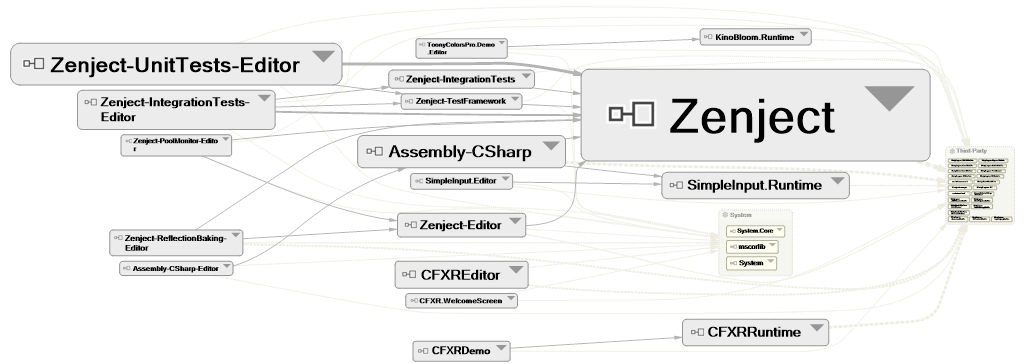 ToonyColorsPro.Demo
.Editor
KinoBloom.Runtime
Zenject-UnitTests-Editor
Zenject-IntegrationTests
Zenject-IntegrationTests-
Editor
Zenject-TestFramework
Zenject
Zenject-PoolMonitor-Edito
r
Assembly-CSharp
Third-Party
SimpleInput.Editor
SimpleInput.Runtime
Zenject-Editor
System
System.Core
mscorlib
System
Zenject-ReflectionBaking-
Editor
Assembly-CSharp-Editor
CFXREditor
CFXR.WelcomeScreen
CFXRRuntime
CFXRDemo